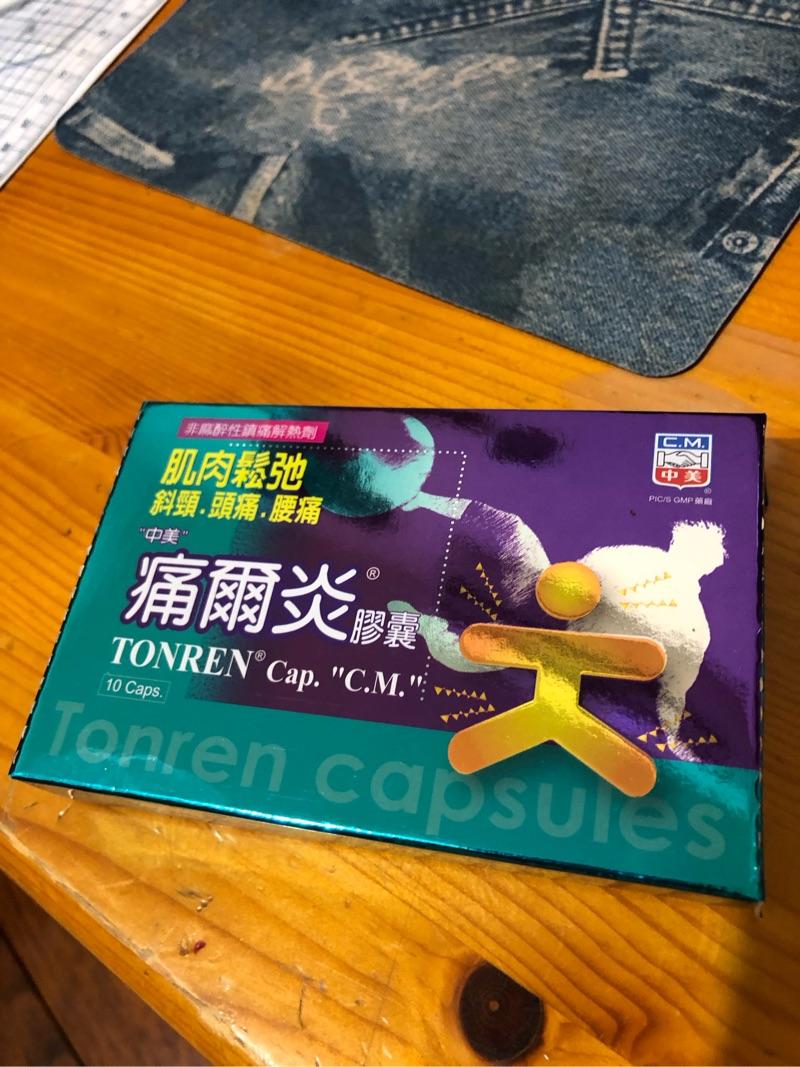 非麻醉性鎮痛解熱劑
肌肉鬆弛
斜頸.頭痛.腰痛
"中美"
痛爾炎®膠囊
TONREN® Cap. "C.M."
10 Caps.
Tonren capsules
C.M.
中美®
PIC/S GMP藥廠